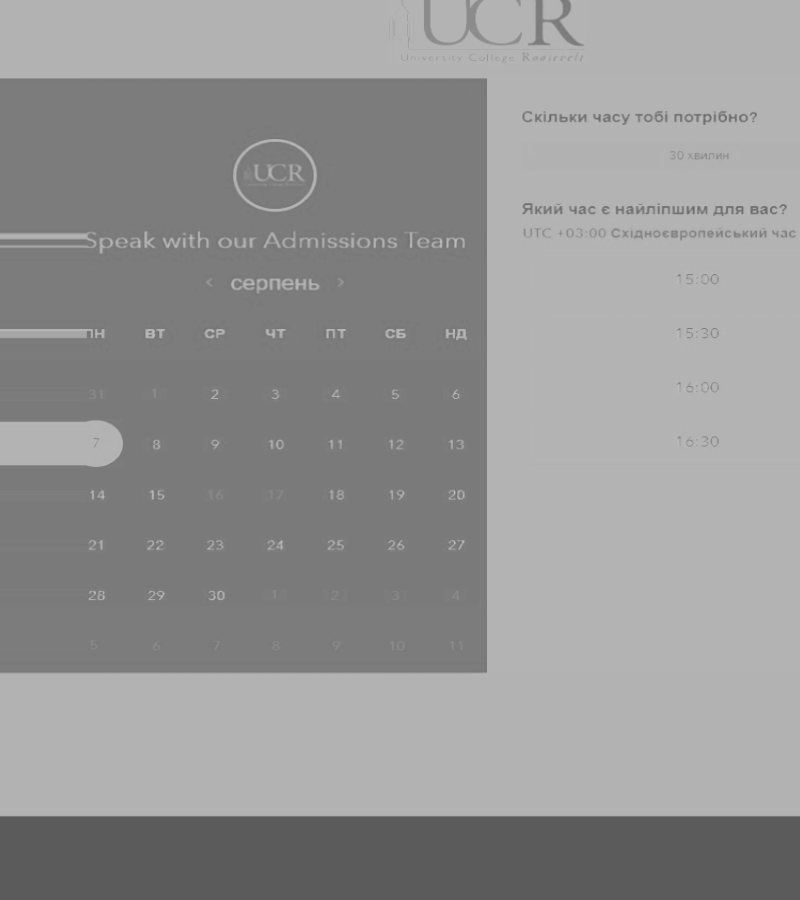 UCR
University College Roosevelt
UCR
Speak with our Admissions Team
‹ серпень ›
ПН ВТ СР ЧТ ПТ СБ НД
31 1 2 3 4 5 6
7 8 9 10 11 12 13
14 15 16 17 18 19 20
21 22 23 24 25 26 27
28 29 30 1 2 3 4
5 6 7 8 9 10 11
Скільки часу тобі потрібно?
30 хвилин
Який час є найліпшим для вас?
UTC +03:00 Східноєвропейський час
15:00
15:30
16:00
16:30